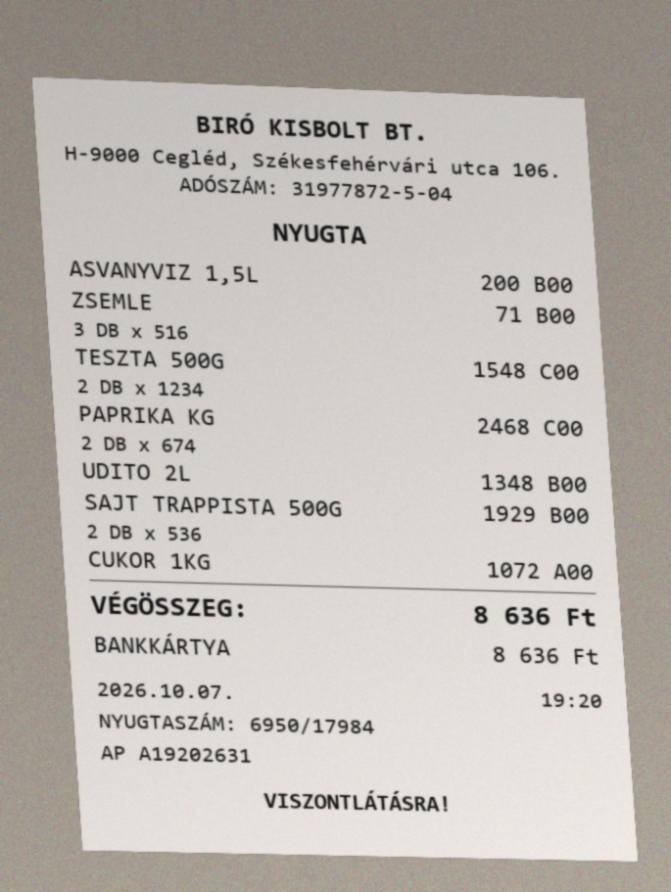 BIRÓ KISBOLT BT.
H-9000 Cegléd, Székesfehérvári utca 106.
ADÓSZÁM: 31977872-5-04
NYUGTA
ASVANYVIZ 1,5L 200 B00
ZSEMLE 71 B00
3 DB x 516
TESZTA 500G 1548 C00
2 DB x 1234
PAPRIKA KG 2468 C00
2 DB x 674
UDITO 2L 1348 B00
SAJT TRAPPISTA 500G 1929 B00
2 DB x 536
CUKOR 1KG 1072 A00
VÉGÖSSZEG: 8 636 Ft
BANKKÁRTYA 8 636 Ft
2026.10.07. 19:20
NYUGTASZÁM: 6950/17984
AP A19202631
VISZONTLÁTÁSRA!